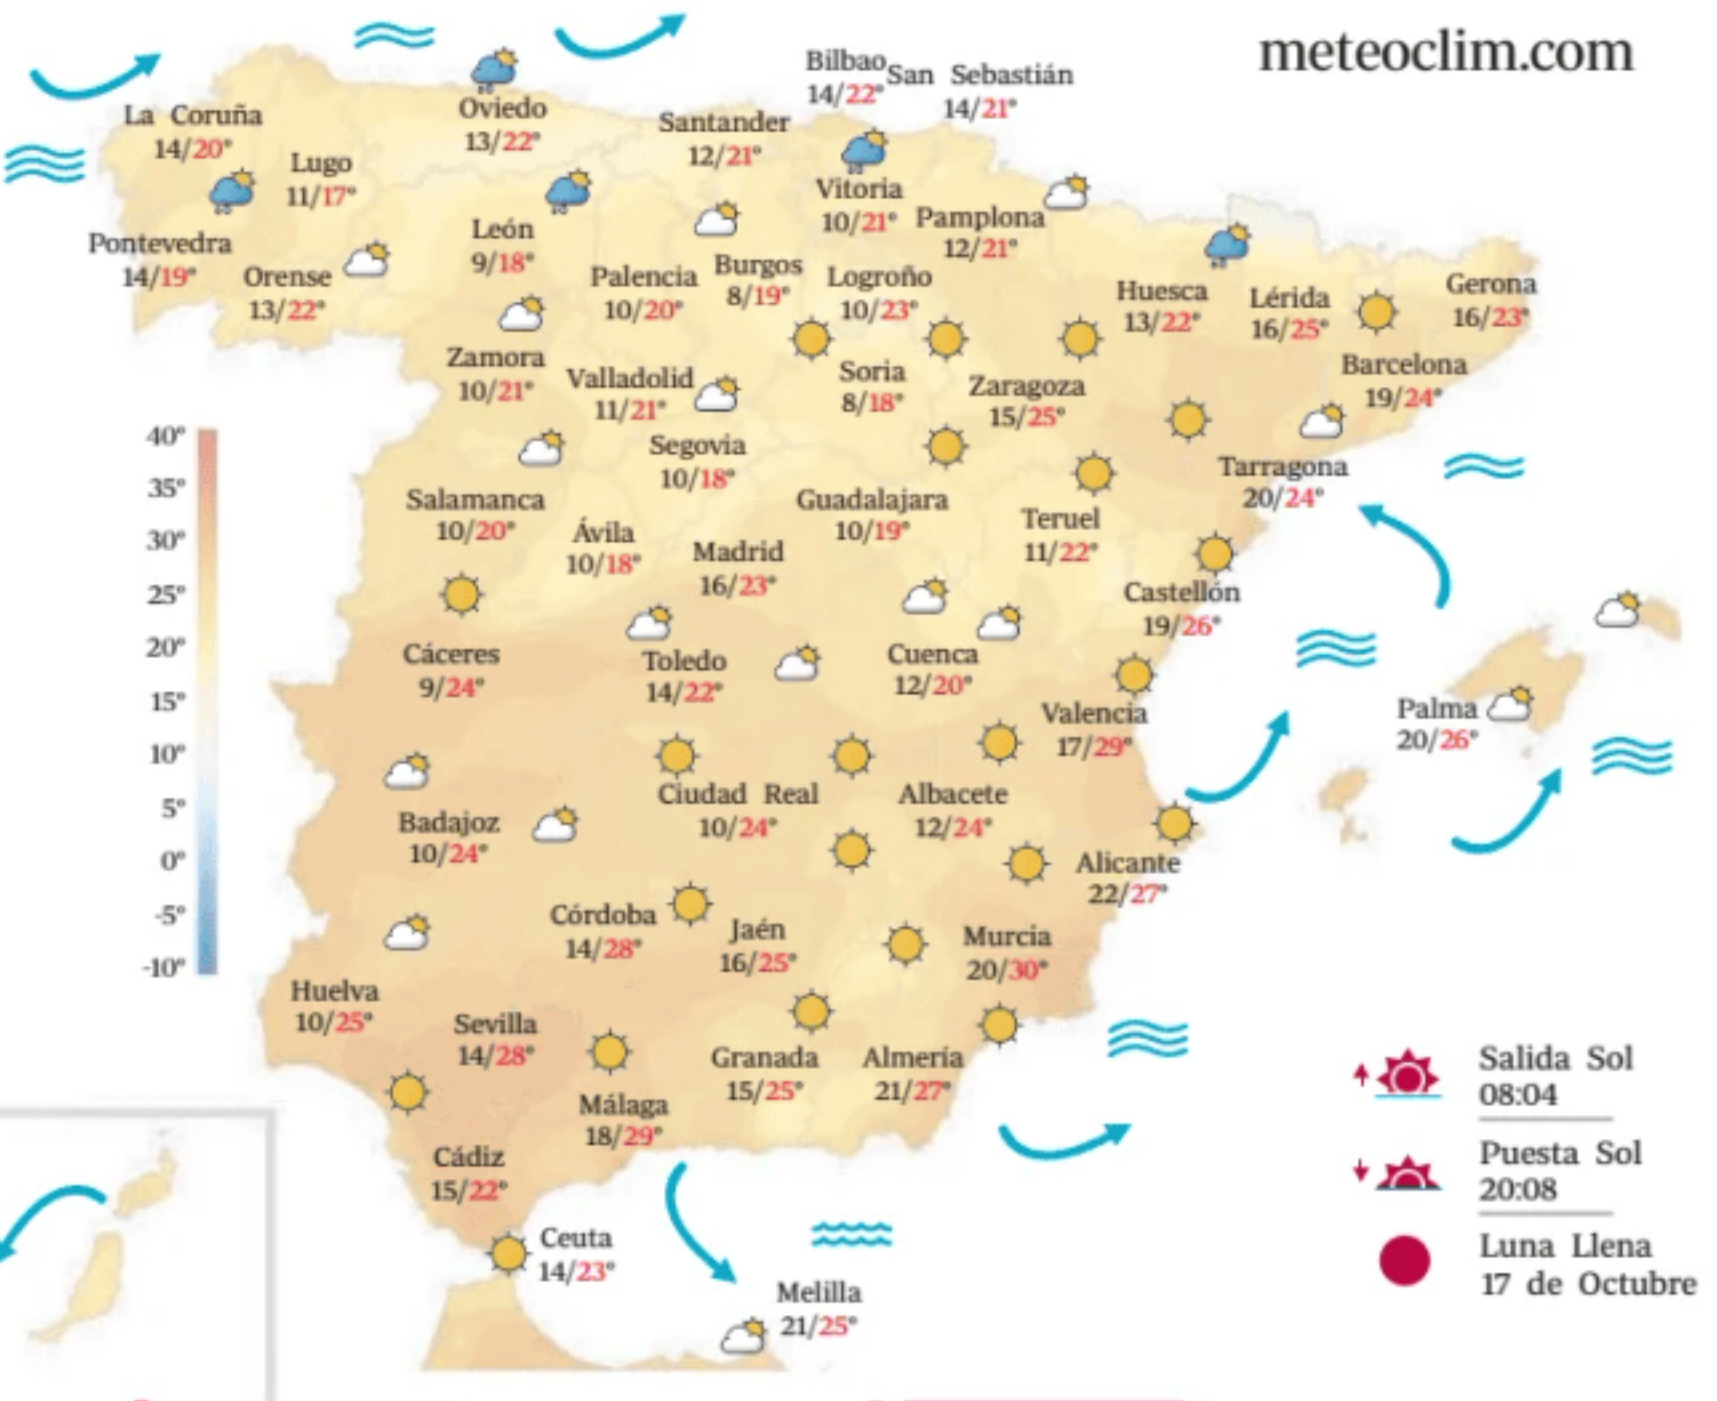 meteoclim.com
Bilbao
14/22°
San Sebastián
14/21°
La Coruña
14/20°
Oviedo
13/22°
Santander
12/21°
Lugo
11/17°
Vitoria
10/21°
Pamplona
12/21°
Pontevedra
14/19°
Orense
13/22°
León
9/18°
Palencia
10/20°
Burgos
8/19°
Logroño
10/23°
Huesca
13/22°
Lérida
16/25°
Gerona
16/23°
Zamora
10/21°
Valladolid
11/21°
Soria
8/18°
Zaragoza
15/25°
Barcelona
19/24°
Segovia
10/18°
Tarragona
20/24°
Salamanca
10/20°
Ávila
10/18°
Madrid
16/23°
Guadalajara
10/19°
Teruel
11/22°
Castellón
19/26°
Cáceres
9/24°
Toledo
14/22°
Cuenca
12/20°
Valencia
17/29°
Palma
20/26°
Badajoz
10/24°
Ciudad Real
10/24°
Albacete
12/24°
Alicante
22/27°
Córdoba
14/28°
Jaén
16/25°
Murcia
20/30°
Huelva
10/25°
Sevilla
14/28°
Granada
15/25°
Almería
21/27°
Málaga
18/29°
Cádiz
15/22°
Ceuta
14/23°
Melilla
21/25°
40°
35°
30°
25°
20°
15°
10°
5°
0°
-5°
-10°
Salida Sol
08:04
Puesta Sol
20:08
Luna Llena
17 de Octubre